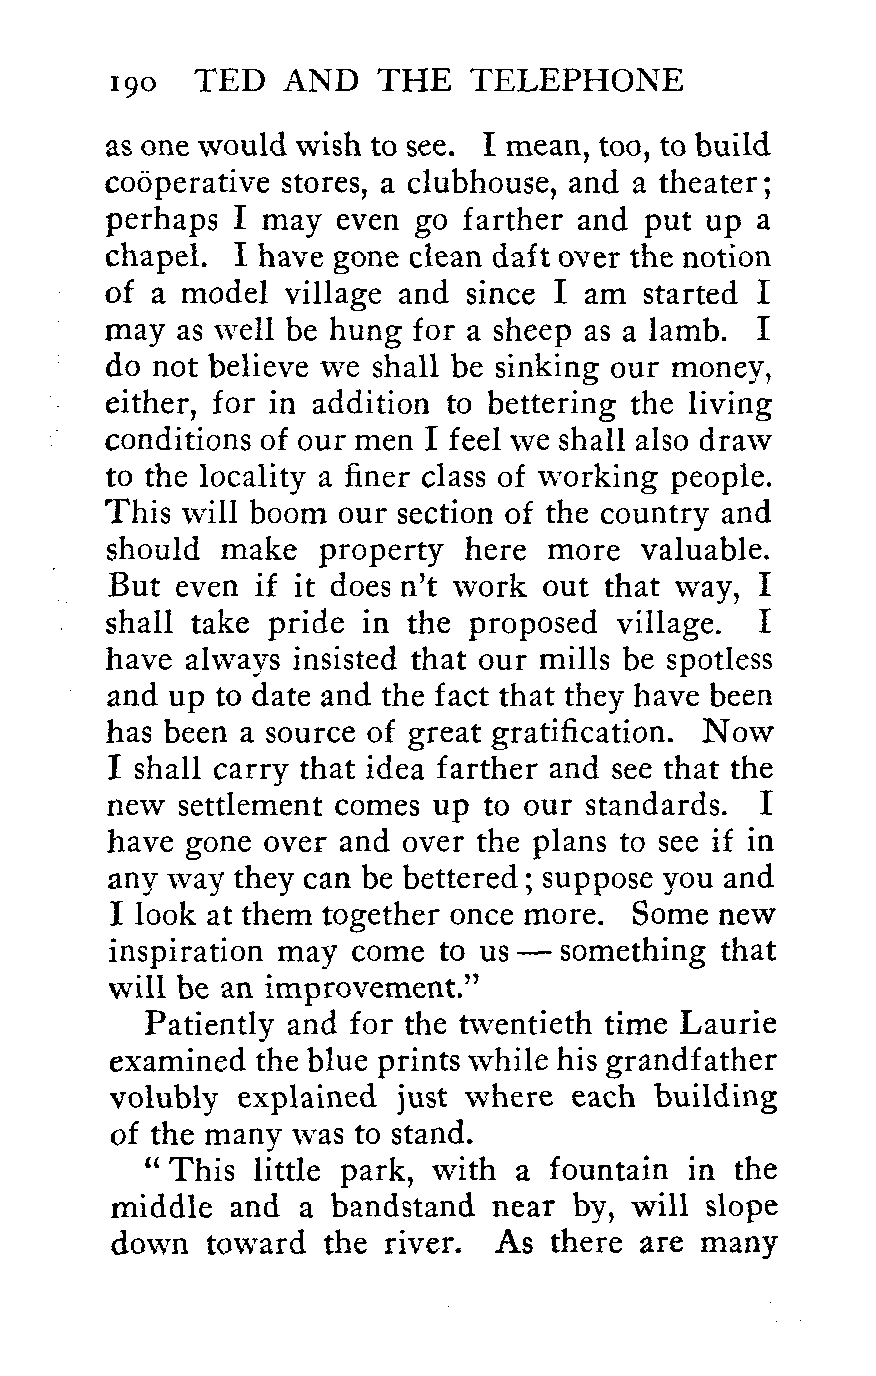 190 TED AND THE TELEPHONE
as one would wish to see. I mean, too, to build
coöperative stores, a clubhouse, and a theater;
perhaps I may even go farther and put up a
chapel. I have gone clean daft over the notion
of a model village and since I am started I
may as well be hung for a sheep as a lamb. I
do not believe we shall be sinking our money,
either, for in addition to bettering the living
conditions of our men I feel we shall also draw
to the locality a finer class of working people.
This will boom our section of the country and
should make property here more valuable.
But even if it does n't work out that way, I
shall take pride in the proposed village. I
have always insisted that our mills be spotless
and up to date and the fact that they have been
has been a source of great gratification. Now
I shall carry that idea farther and see that the
new settlement comes up to our standards. I
have gone over and over the plans to see if in
any way they can be bettered; suppose you and
I look at them together once more. Some new
inspiration may come to us — something that
will be an improvement."
Patiently and for the twentieth time Laurie
examined the blue prints while his grandfather
volubly explained just where each building
of the many was to stand.
"This little park, with a fountain in the
middle and a bandstand near by, will slope
down toward the river. As there are many